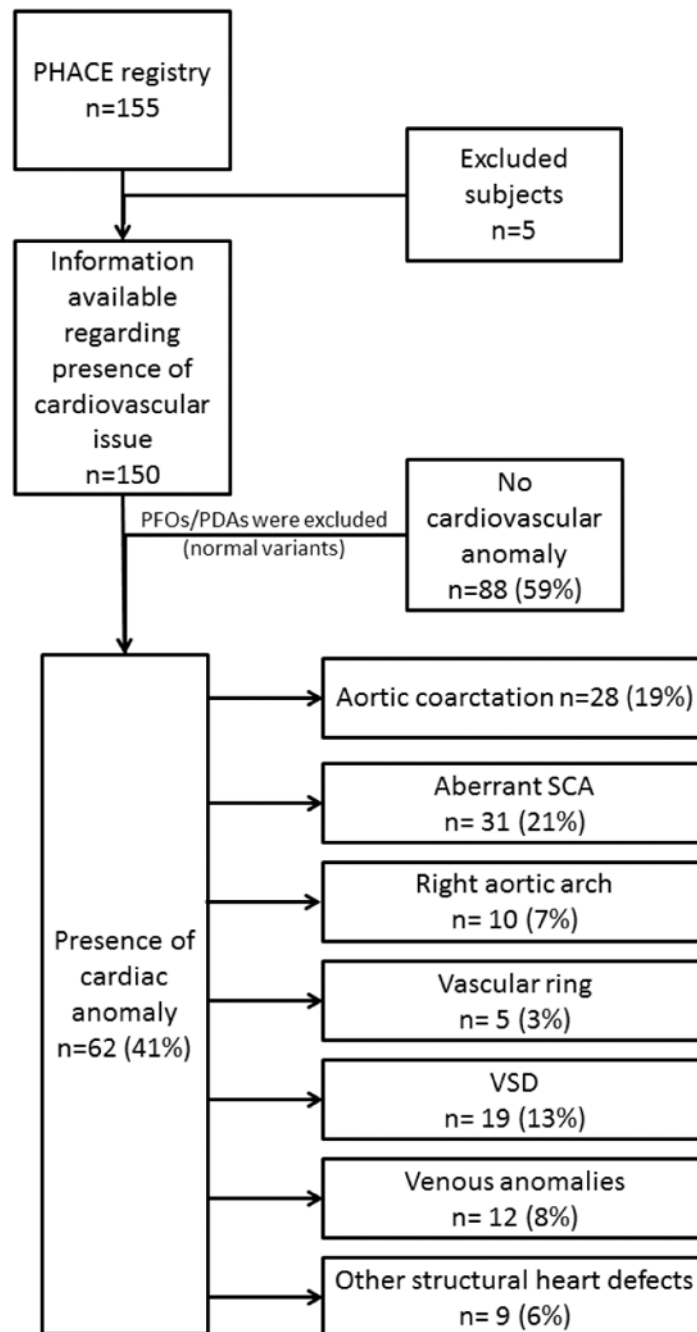 PHACE registry
n=155
Excluded
subjects
n=5
Information
available
regarding
presence of
cardiovascular
issue
n=150
PFOs/PDAs were excluded
(normal variants)
No
cardiovascular
anomaly
n=88 (59%)
Presence of
cardiac
anomaly
n=62 (41%)
Aortic coarctation n=28 (19%)
Aberrant SCA
n= 31 (21%)
Right aortic arch
n= 10 (7%)
Vascular ring
n= 5 (3%)
VSD
n= 19 (13%)
Venous anomalies
n= 12 (8%)
Other structural heart defects
n= 9 (6%)